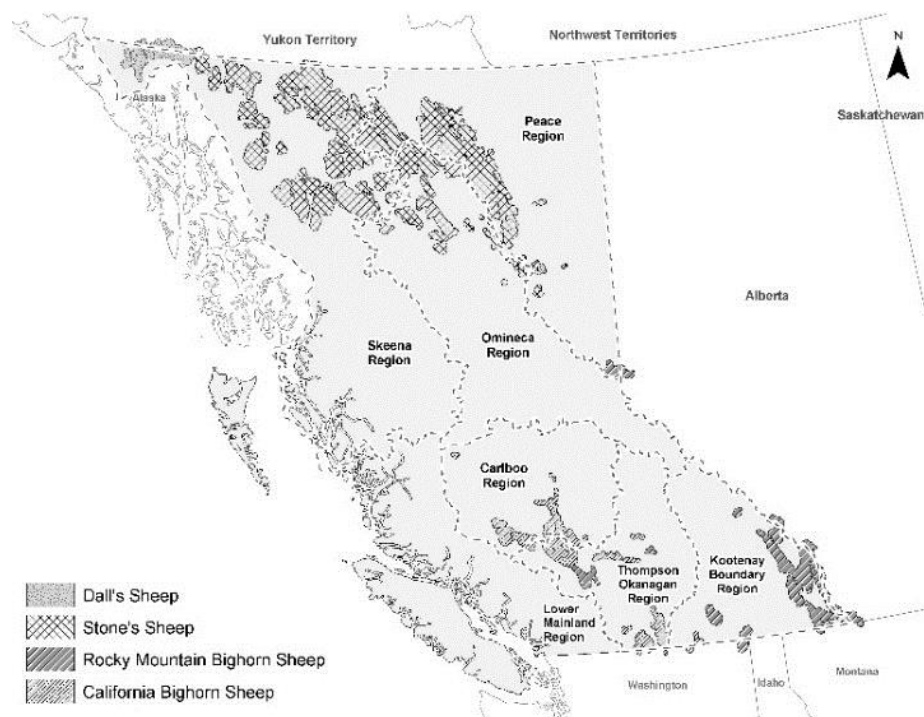 Yukon Territory
Northwest Territories
N
Alaska
Peace
Region
Saskatchewan
Alberta
Skeena
Region
Omineca
Region
Cariboo
Region
Thompson
Okanagan
Region
Kootenay
Boundary
Region
Lower
Mainland
Region
Dall's Sheep
Stone's Sheep
Rocky Mountain Bighorn Sheep
California Bighorn Sheep
Washington
Idaho
Montana